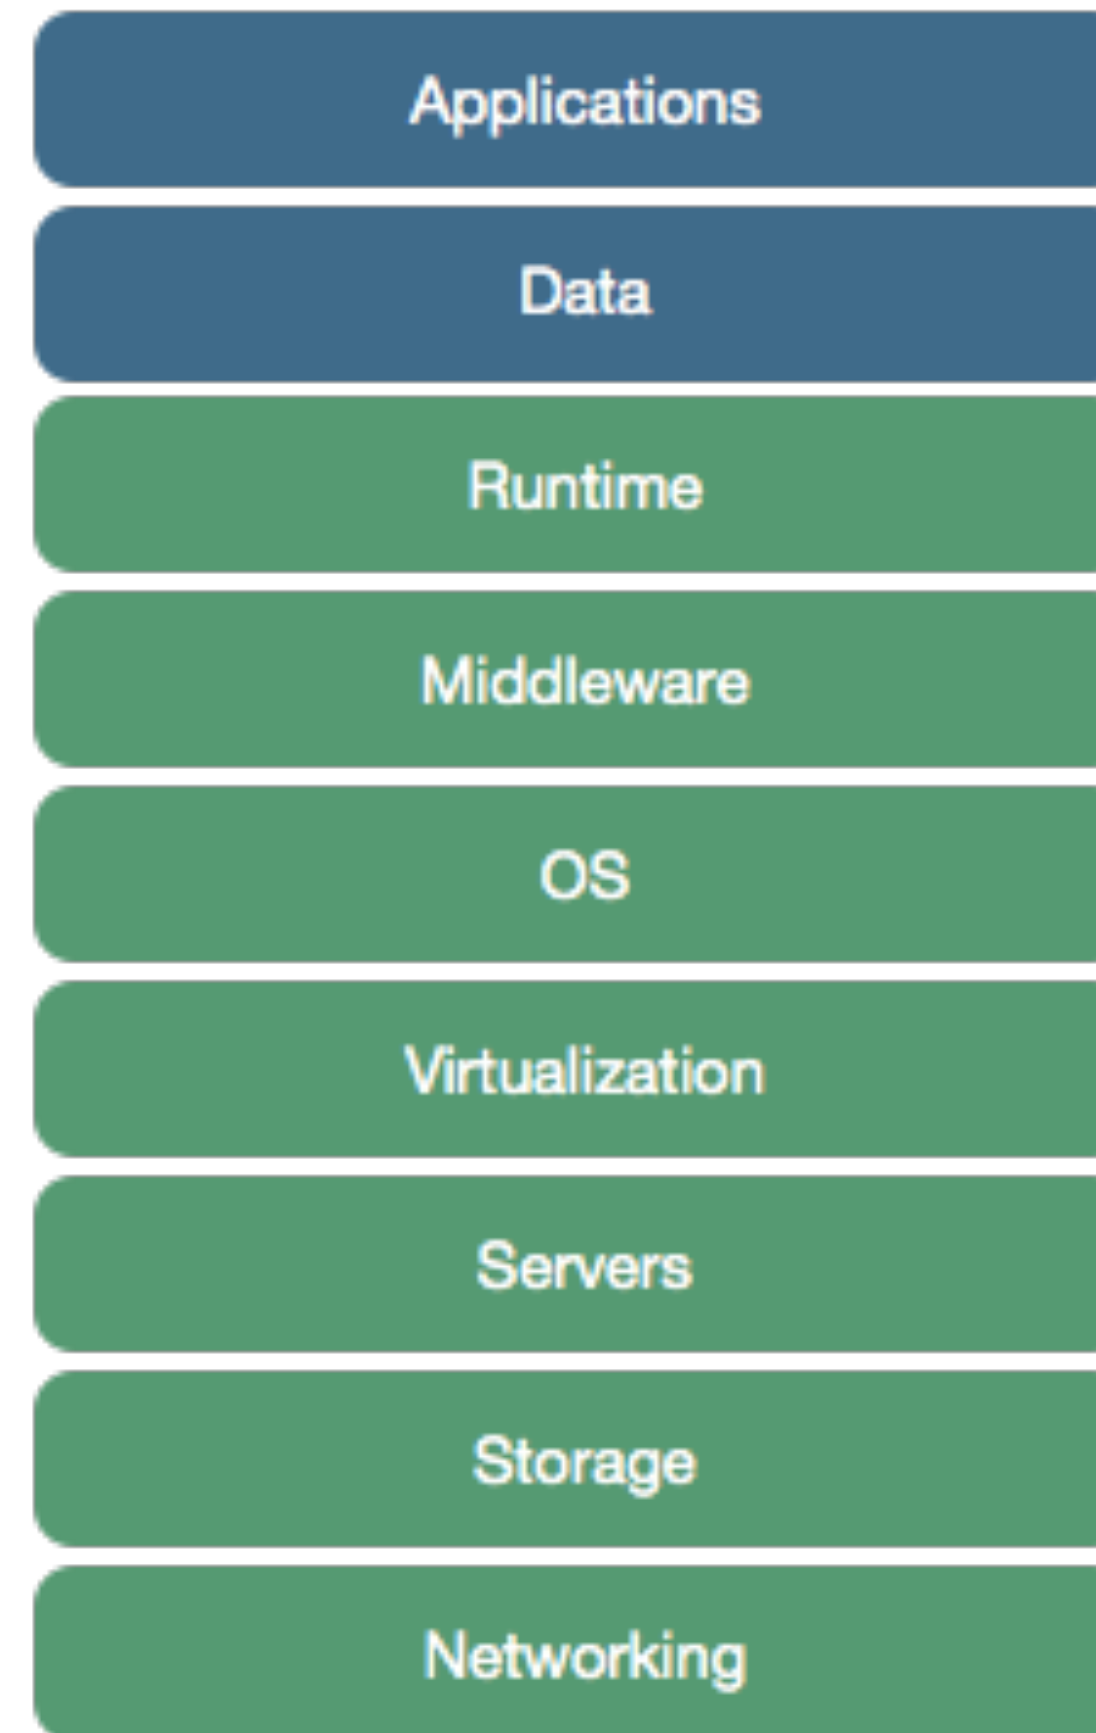 Applications
Data
Runtime
Middleware
OS
Virtualization
Servers
Storage
Networking